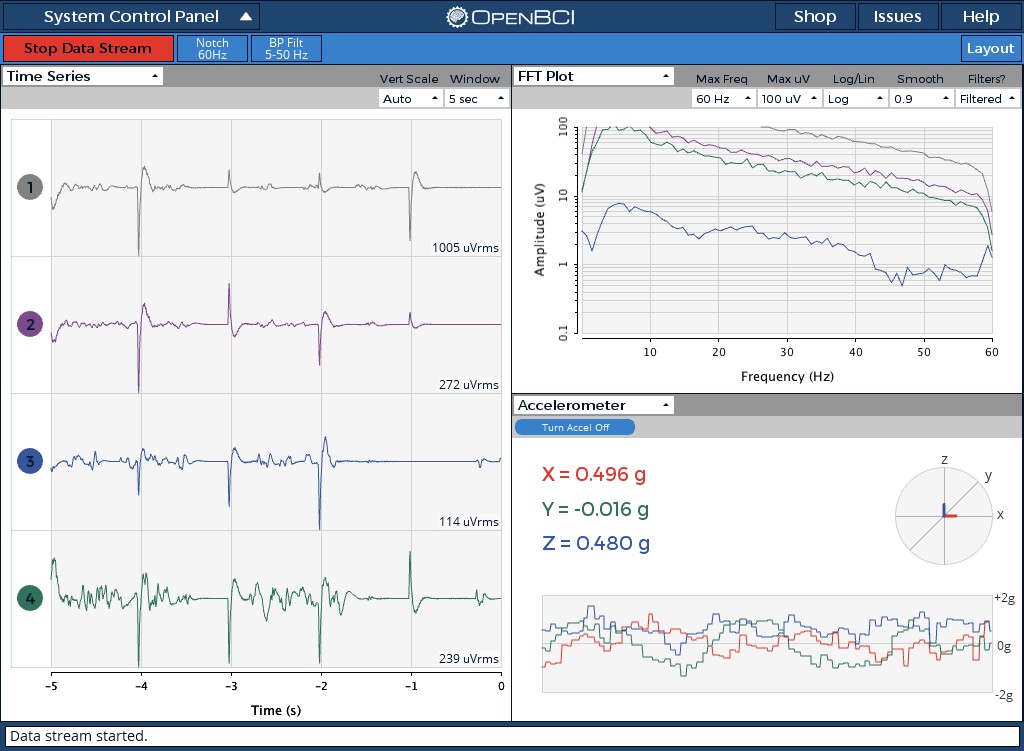 System Control Panel
OpenBCI
Shop
Issues
Help
Stop Data Stream
Notch
60Hz
BP Filt
5-50 Hz
Layout
Time Series
Vert Scale
Window
Auto
5 sec
1
1005 uVrms
2
272 uVrms
3
114 uVrms
4
239 uVrms
-5 -4 -3 -2 -1 0
Time (s)
FFT Plot
Max Freq
Max uV
Log/Lin
Smooth
Filters?
60 Hz
100 uV
Log
0.9
Filtered
100
10
1
0.1
Amplitude (uV)
10 20 30 40 50 60
Frequency (Hz)
Accelerometer
Turn Accel Off
X = 0.496 g
Y = -0.016 g
Z = 0.480 g
z
y
x
+2g
0g
-2g
Data stream started.